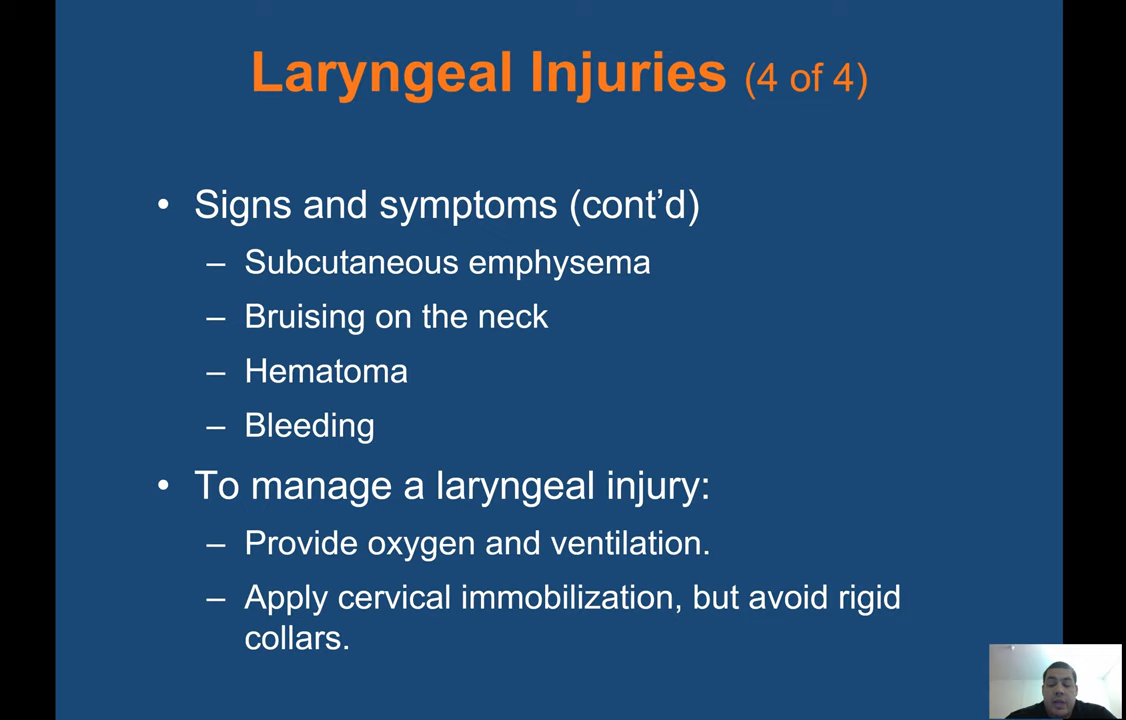 Laryngeal Injuries (4 of 4)
• Signs and symptoms (cont’d)
– Subcutaneous emphysema
– Bruising on the neck
– Hematoma
– Bleeding
• To manage a laryngeal injury:
– Provide oxygen and ventilation.
– Apply cervical immobilization, but avoid rigid
collars.